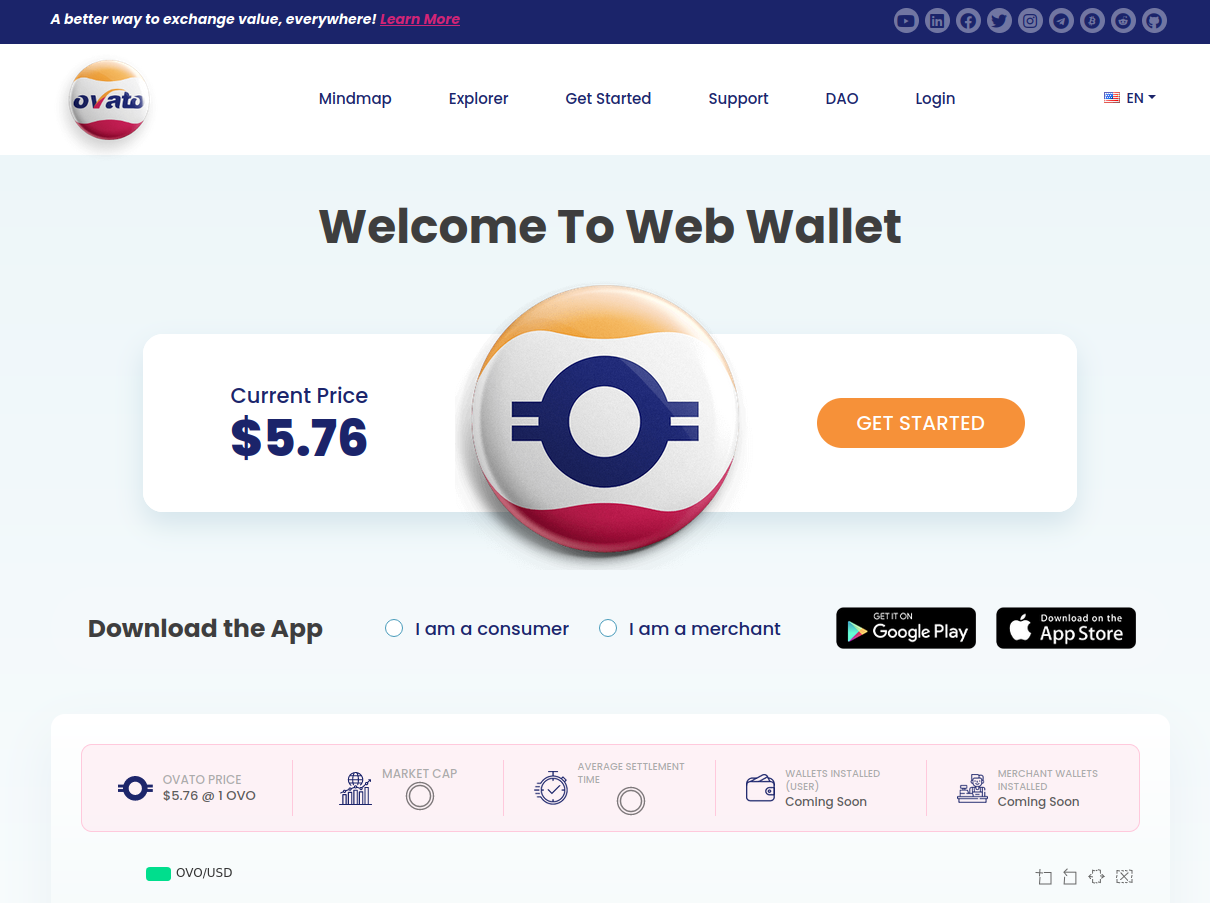 A better way to exchange value, everywhere! Learn More
ovato
Mindmap
Explorer
Get Started
Support
DAO
Login
EN
Welcome To Web Wallet
Current Price
$5.76
GET STARTED
Download the App
I am a consumer
I am a merchant
GET IT ON
Google Play
Download on the
App Store
OVATO PRICE
$5.76 @ 1 OVO
MARKET CAP
AVERAGE SETTLEMENT
TIME
WALLETS INSTALLED
(USER)
Coming Soon
MERCHANT WALLETS
INSTALLED
Coming Soon
OVO/USD